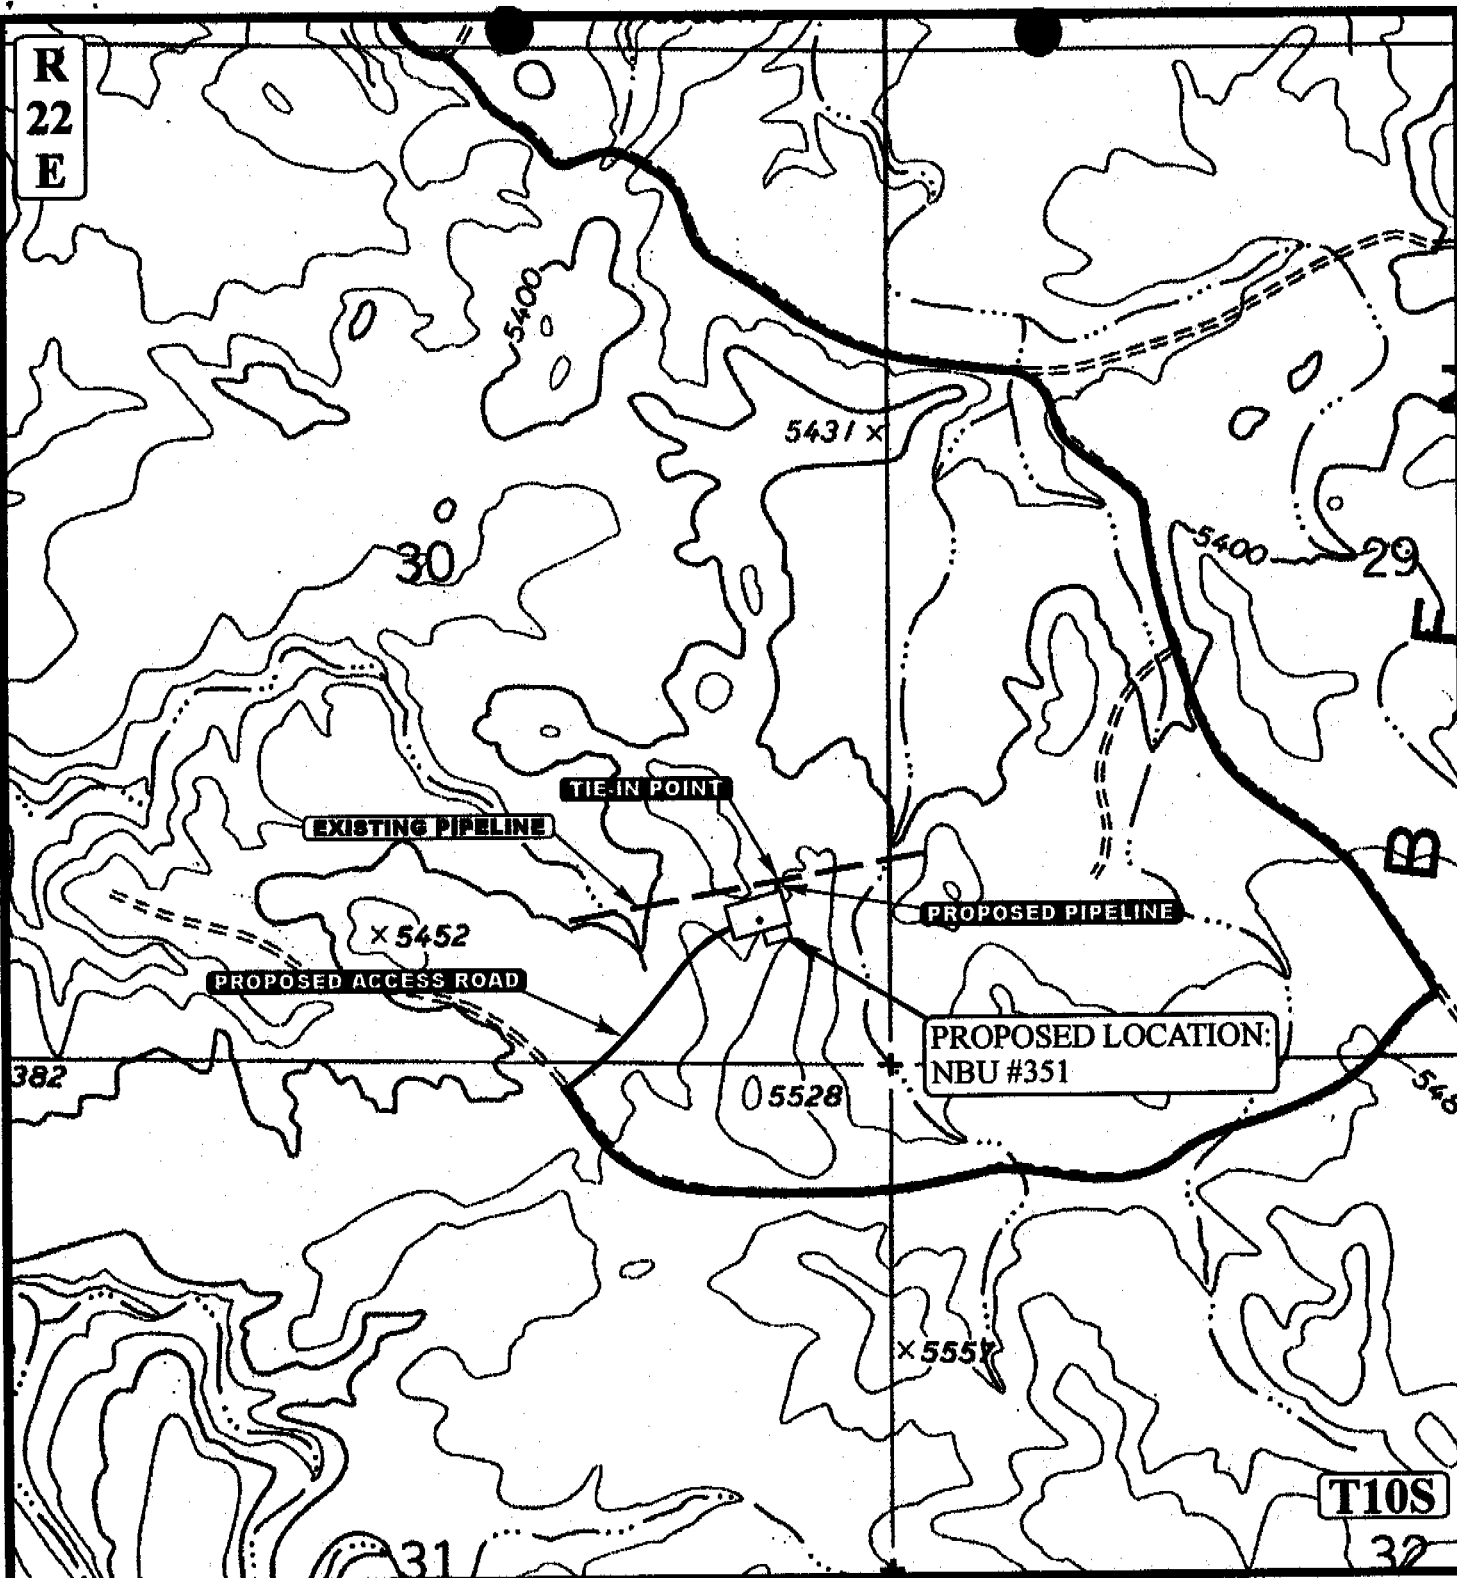 R
22
E
5400
5431
30
5400
29
F
B
TIE-IN POINT
EXISTING PIPELINE
PROPOSED PIPELINE
5452
PROPOSED ACCESS ROAD
PROPOSED LOCATION:
NBU #351
382
5528
5557
T10S
31
32